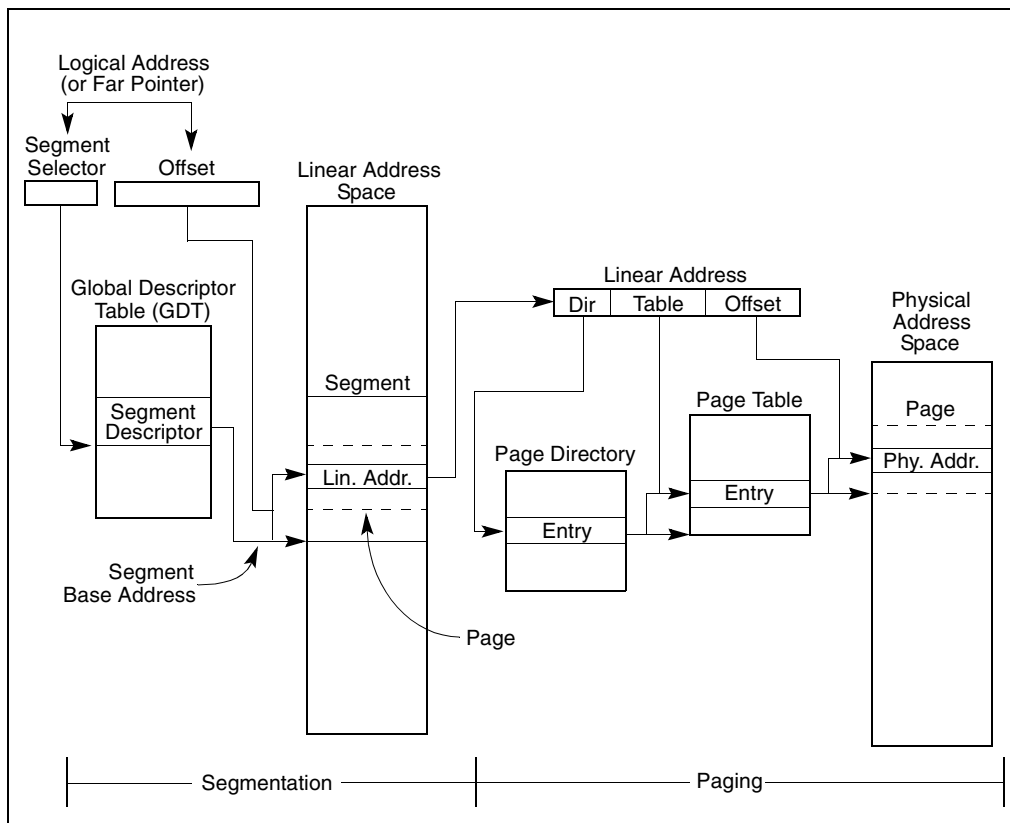 Logical Address
(or Far Pointer)
Segment
Selector
Offset
Linear Address
Space
Global Descriptor
Table (GDT)
Segment
Descriptor
Segment
Lin. Addr.
Segment
Base Address
Page
Linear Address
Dir
Table
Offset
Page Directory
Entry
Page Table
Entry
Physical
Address
Space
Page
Phy. Addr.
Segmentation
Paging